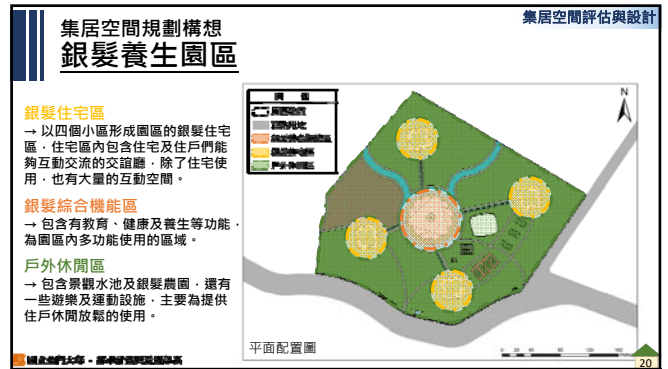 集居空間評估與設計
集居空間規劃構想
銀髮養生園區
銀髮住宅區
→ 以四個小區形成園區的銀髮住宅
區，住宅區內包含住宅及住戶們能
夠互動交流的交誼廳，除了住宅使
用，也有大量的互動空間。
銀髮綜合機能區
→ 包含有教育、健康及養生等功能，
為園區內多功能使用的區域。
戶外休閒區
→ 包含景觀水池及銀髮農園，還有
一些遊樂及運動設施，主要為提供
住戶休閒放鬆的使用。
圖 例
N
平面配置圖
20